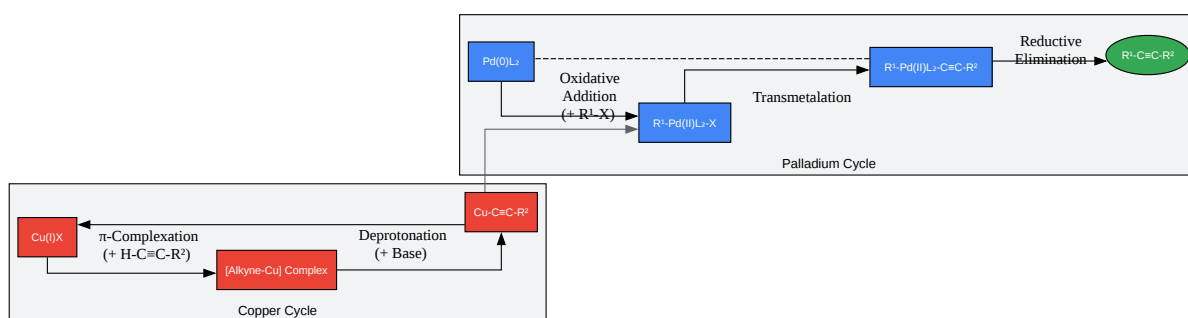 Pd(0)L₂
Oxidative
Addition
(+ R¹-X)
R¹-Pd(II)L₂-X
Transmetalation
R¹-Pd(II)L₂-C≡C-R²
Reductive
Elimination
R¹-C≡C-R²
Palladium Cycle
Cu(I)X
π-Complexation
(+ H-C≡C-R²)
[Alkyne-Cu] Complex
Deprotonation
(+ Base)
Cu-C≡C-R²
Copper Cycle